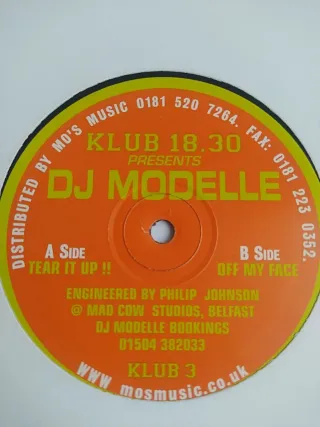 DISTRIBUTED BY MO'S MUSIC 0181 520 7264. FAX: 0181 223 0352.
KLUB 18.30
PRESENTS
DJ MODELLE
A SIDE
TEAR IT UP !!
B SIDE
OFF MY FACE
ENGINEERED BY PHILIP JOHNSON
@ MAD COW STUDIOS, BELFAST
DJ MODELLE BOOKINGS
01504 382033
KLUB 3
www.mosmusic.co.uk